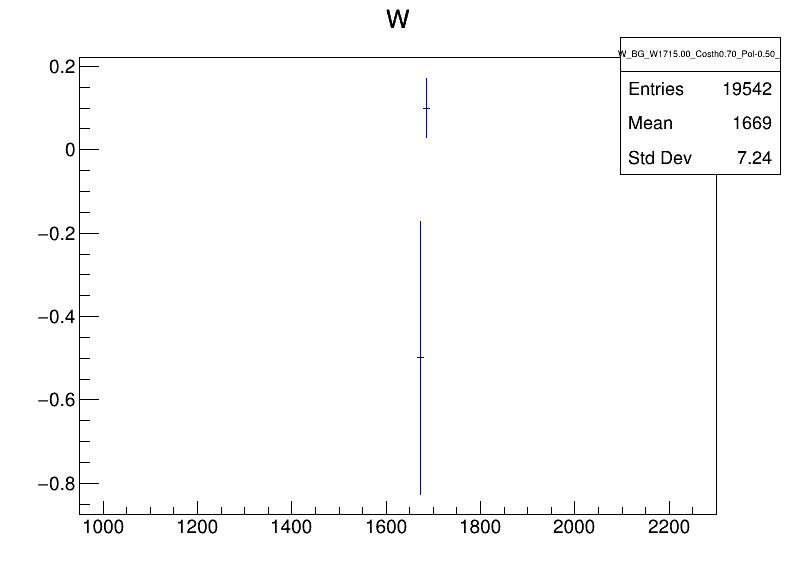 W
W_BG_W1715.00_Costh0.70_Pol-0.50_
Entries 19542
Mean 1669
Std Dev 7.24
0.2
0
−0.2
−0.4
−0.6
−0.8
1000 1200 1400 1600 1800 2000 2200